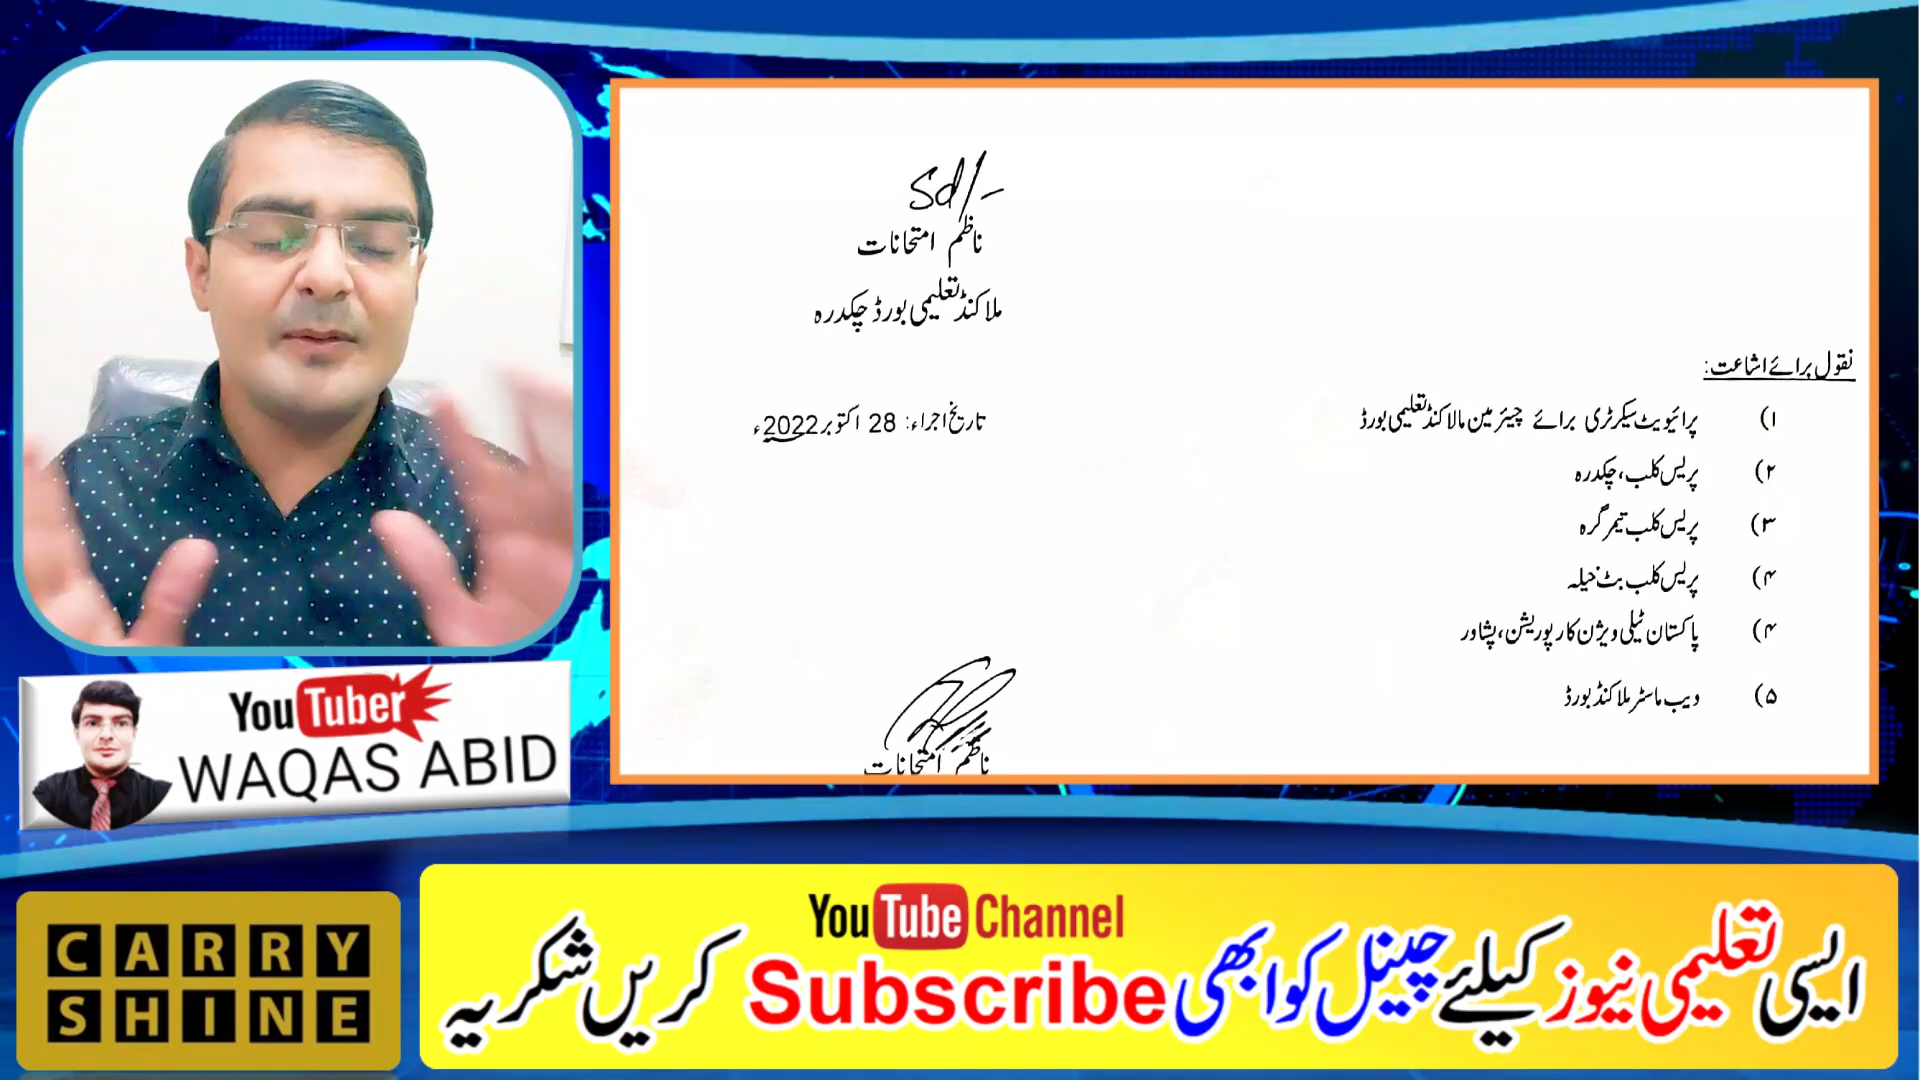 Sd/-
ناظم امتحانات
ملاکنڈ تعلیمی بورڈ چکدرہ
نقول برائے اشاعت:
۱) پرائیویٹ سیکرٹری برائے چیئرمین مالاکنڈ تعلیمی بورڈ
تاریخ اجراء: 28 اکتوبر 2022ء
۲) پریس کلب، چکدرہ
۳) پریس کلب تیمرگرہ
۴) پریس کلب بٹ خیلہ
۴) پاکستان ٹیلی ویژن کارپوریشن، پشاور
۵) ویب ماسٹر ملاکنڈ بورڈ
ناظم امتحانات
YouTuber
WAQAS ABID
CARRY
SHINE
YouTube Channel
ایسی تعلیمی نیوز کیلئے چینل کو ابھی Subscribe کریں شکریہ